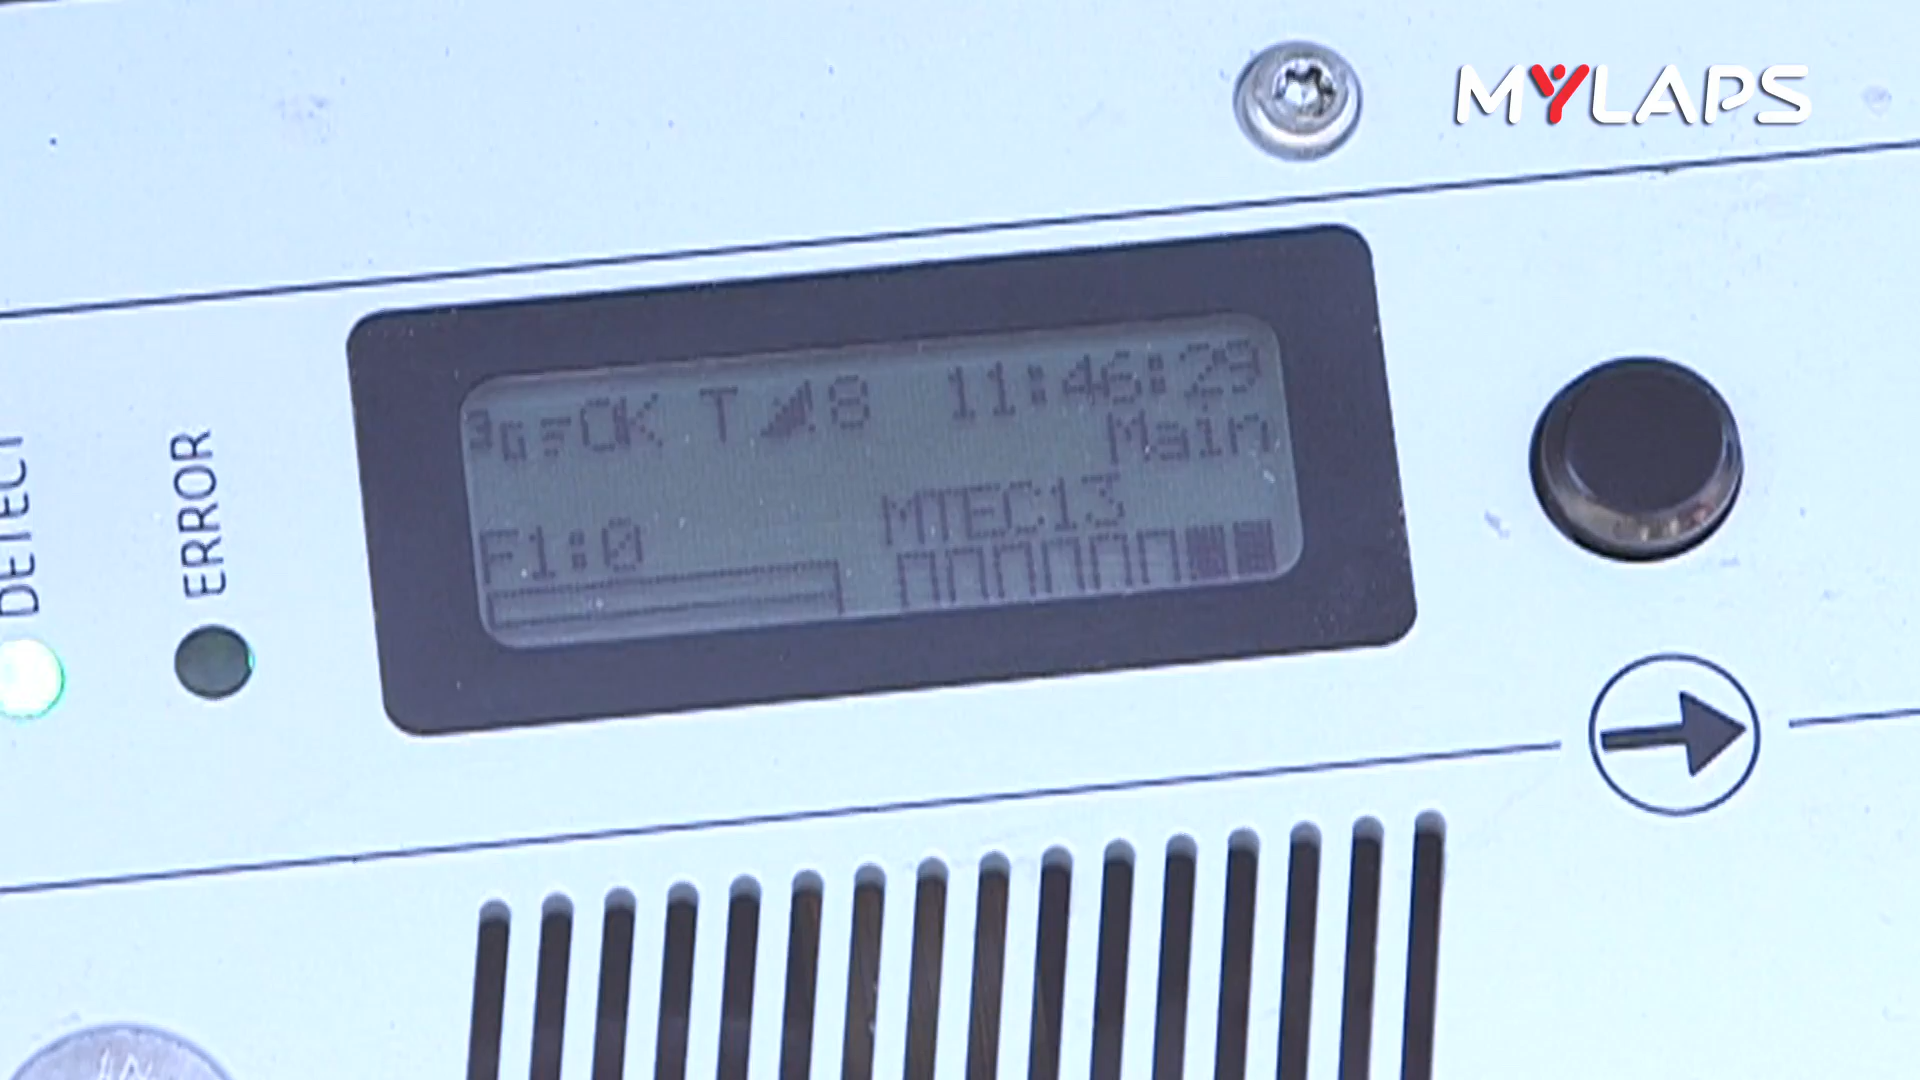 MYLAPS
3G OK T 8 11:46:29
Main
MTEC13
F1:0
DETECT
ERROR